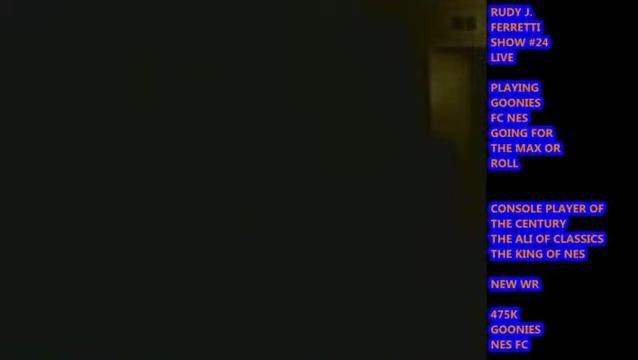 RUDY J.
FERRETTI
SHOW #24
LIVE
PLAYING
GOONIES
FC NES
GOING FOR
THE MAX OR
ROLL
CONSOLE PLAYER OF
THE CENTURY
THE ALI OF CLASSICS
THE KING OF NES
NEW WR
475K
GOONIES
NES FC